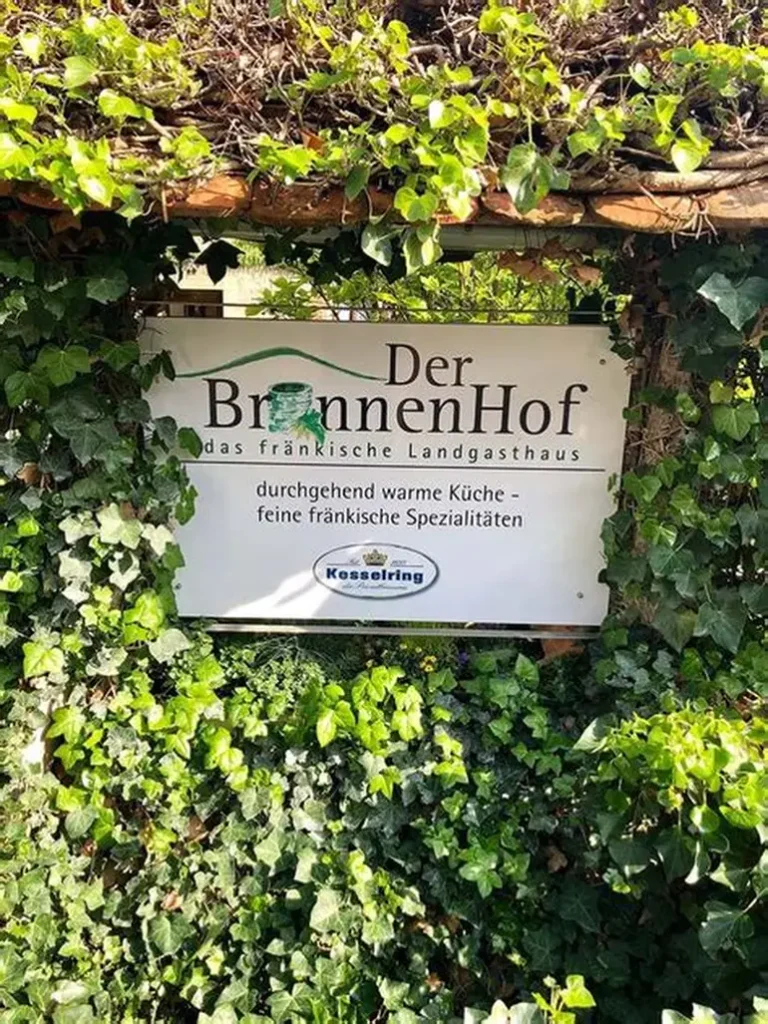 Der
BrunnenHof
das fränkische Landgasthaus
durchgehend warme Küche -
feine fränkische Spezialitäten
Kesselring